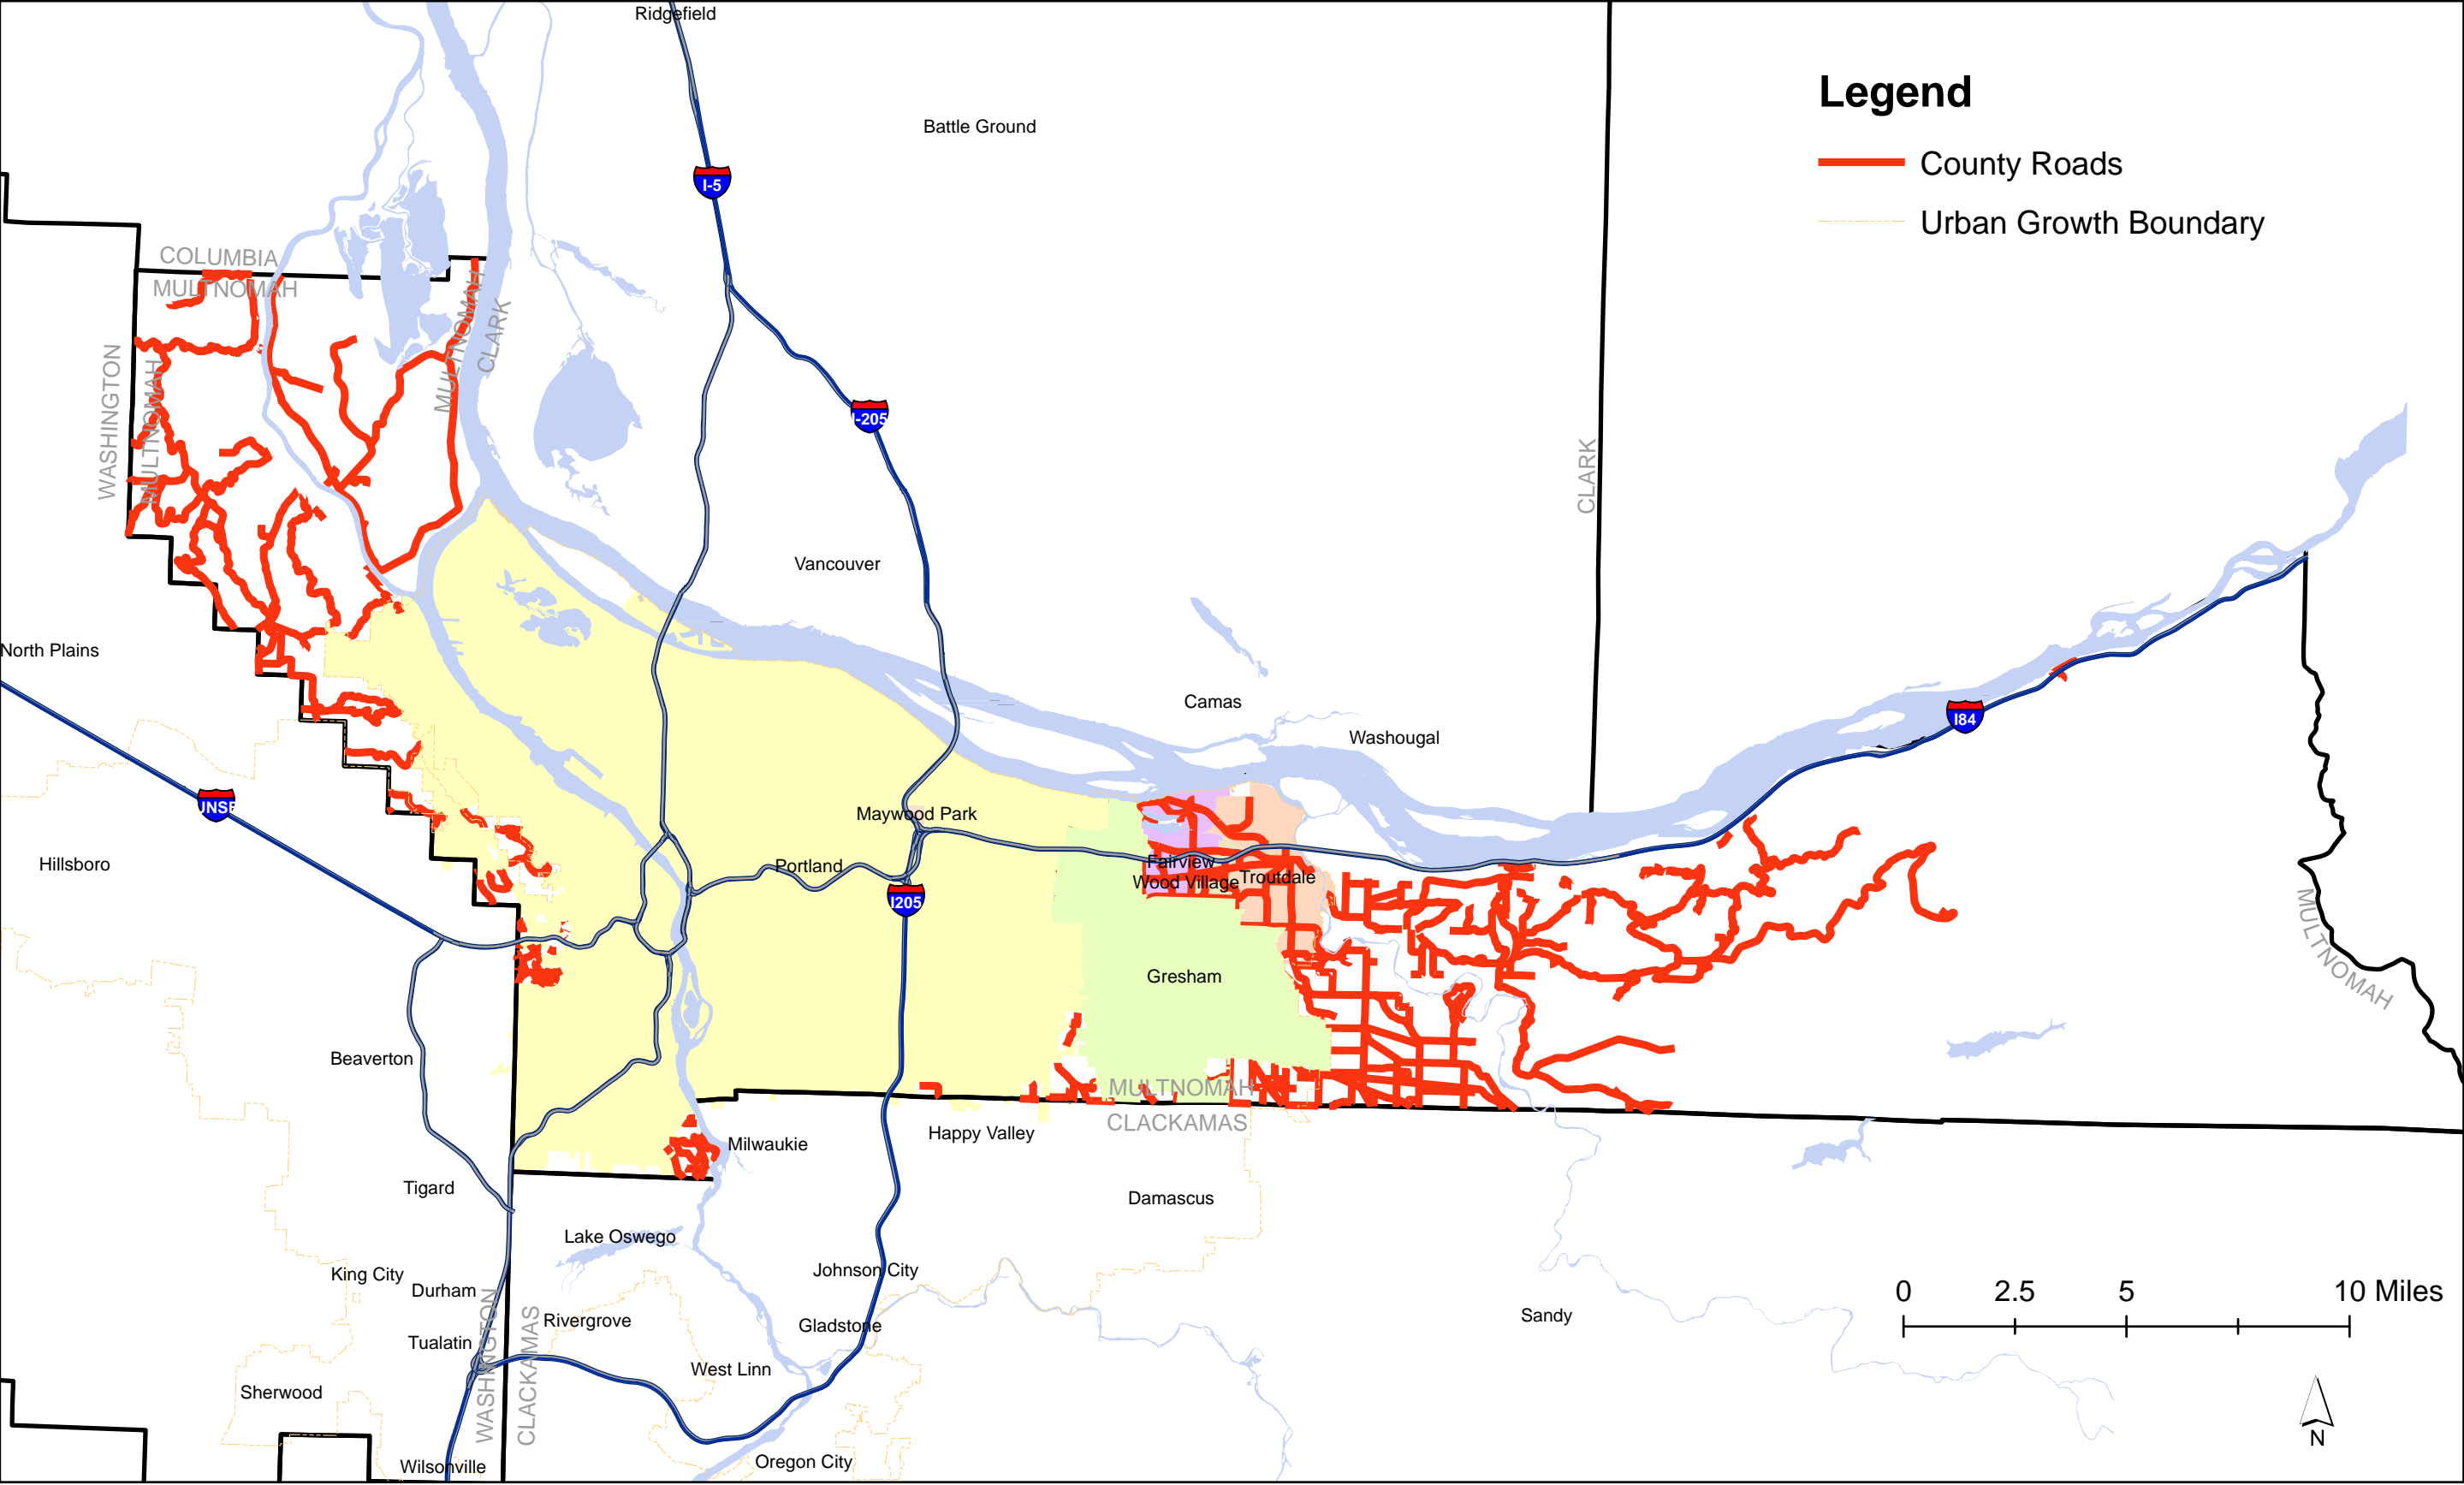 Ridgefield
Legend
County Roads
Urban Growth Boundary
Battle Ground
I-5
COLUMBIA
MULTNOMAH
MULTNOMAH
CLARK
WASHINGTON
MULTNOMAH
I-205
CLARK
Vancouver
North Plains
Camas
Washougal
I84
UNSE
Maywood Park
Hillsboro
Portland
Fairview
Wood Village
Troutdale
I205
MULTNOMAH
Gresham
Beaverton
MULTNOMAH
CLACKAMAS
Happy Valley
Milwaukie
Tigard
Damascus
Lake Oswego
King City
Durham
Johnson City
WASHINGTON
CLACKAMAS
Rivergrove
Gladstone
Sandy
0 2.5 5 10 Miles
Tualatin
West Linn
Sherwood
N
Wilsonville
Oregon City